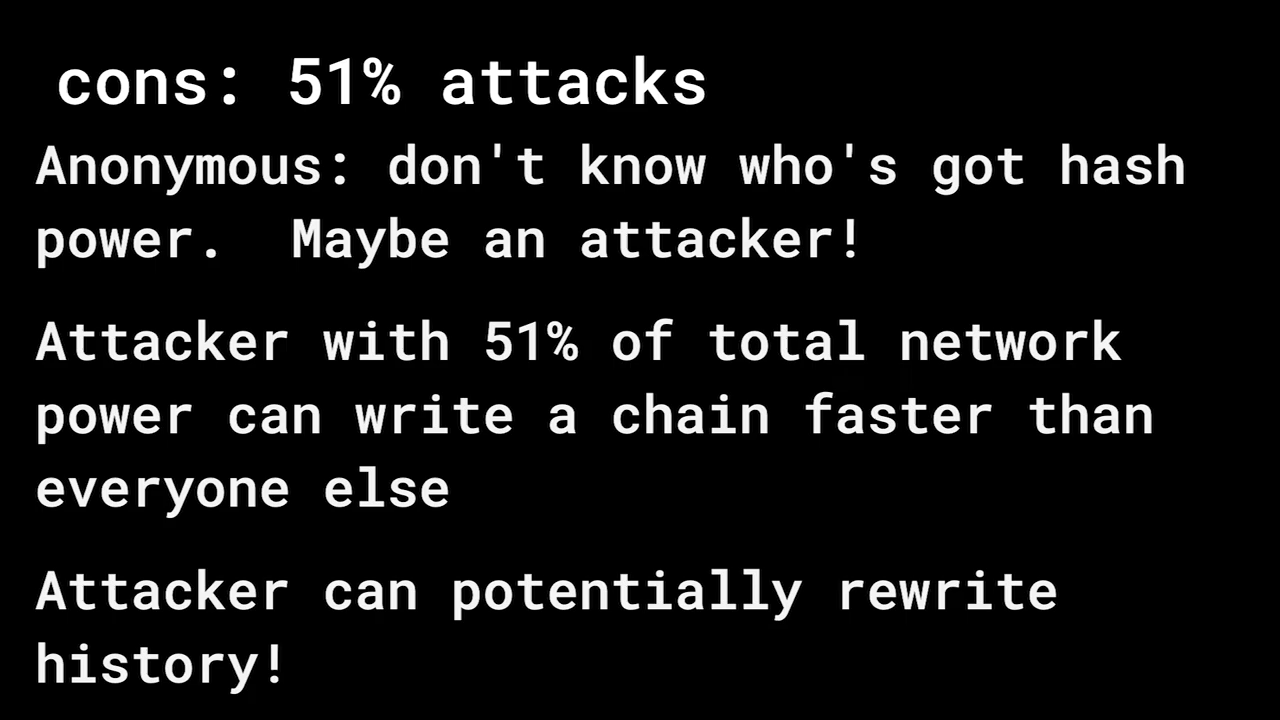 cons: 51% attacks
Anonymous: don't know who's got hash
power.  Maybe an attacker!
Attacker with 51% of total network
power can write a chain faster than
everyone else
Attacker can potentially rewrite
history!